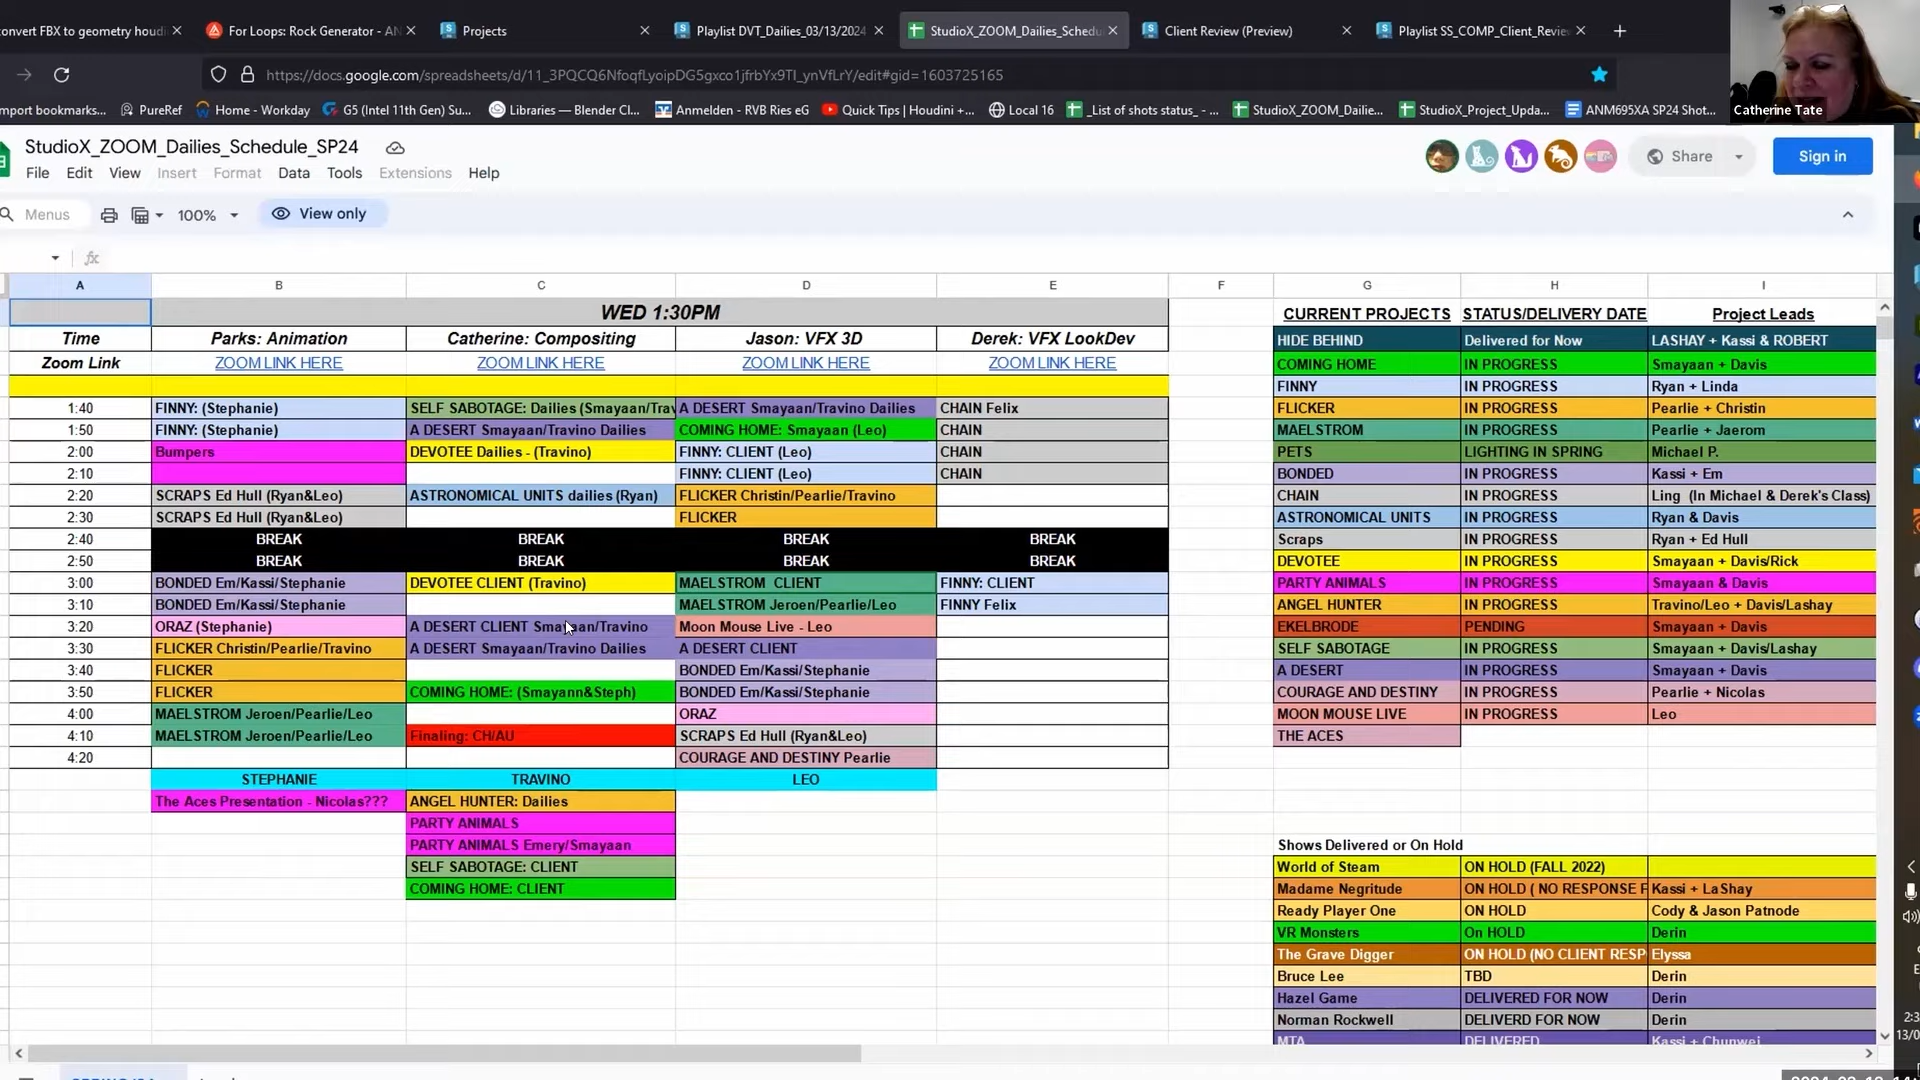 convert FBX to geometry houdi
For Loops: Rock Generator - AN
Projects
Playlist DVT_Dailies_03/13/2024
StudioX_ZOOM_Dailies_Schedu
Client Review (Preview)
Playlist SS_COMP_Client_Revie
https://docs.google.com/spreadsheets/d/11_3PQCQ6NfoqfLyoipDG5gxco1jfrbYx9TI_ynVfLrY/edit#gid=1603725165
mport bookmarks...
PureRef
Home - Workday
G5 (Intel 11th Gen) Su...
Libraries — Blender Cl...
Anmelden - RVB Ries eG
Quick Tips | Houdini +...
Local 16
_List of shots status_ - ...
StudioX_ZOOM_Dailie...
StudioX_Project_Upda...
ANM695XA SP24 Shot...
Catherine Tate
StudioX_ZOOM_Dailies_Schedule_SP24
File Edit View Insert Format Data Tools Extensions Help
Share
Sign in
Menus
100%
View only
fx
A B C D E F G H I
WED 1:30PM
CURRENT PROJECTS STATUS/DELIVERY DATE Project Leads
Time Parks: Animation Catherine: Compositing Jason: VFX 3D Derek: VFX LookDev HIDE BEHIND Delivered for Now LASHAY + Kassi & ROBERT
Zoom Link ZOOM LINK HERE ZOOM LINK HERE ZOOM LINK HERE ZOOM LINK HERE COMING HOME IN PROGRESS Smayaan + Davis
FINNY IN PROGRESS Ryan + Linda
1:40 FINNY: (Stephanie) SELF SABOTAGE: Dailies (Smayaan/Trav A DESERT Smayaan/Travino Dailies CHAIN Felix FLICKER IN PROGRESS Pearlie + Christin
1:50 FINNY: (Stephanie) A DESERT Smayaan/Travino Dailies COMING HOME: Smayaan (Leo) CHAIN MAELSTROM IN PROGRESS Pearlie + Jaerom
2:00 Bumpers DEVOTEE Dailies - (Travino) FINNY: CLIENT (Leo) CHAIN PETS LIGHTING IN SPRING Michael P.
2:10 FINNY: CLIENT (Leo) CHAIN BONDED IN PROGRESS Kassi + Em
2:20 SCRAPS Ed Hull (Ryan&Leo) ASTRONOMICAL UNITS dailies (Ryan) FLICKER Christin/Pearlie/Travino CHAIN IN PROGRESS Ling (In Michael & Derek's Class)
2:30 SCRAPS Ed Hull (Ryan&Leo) FLICKER ASTRONOMICAL UNITS IN PROGRESS Ryan & Davis
2:40 BREAK BREAK BREAK BREAK Scraps IN PROGRESS Ryan + Ed Hull
2:50 BREAK BREAK BREAK BREAK DEVOTEE IN PROGRESS Smayaan + Davis/Rick
3:00 BONDED Em/Kassi/Stephanie DEVOTEE CLIENT (Travino) MAELSTROM CLIENT FINNY: CLIENT PARTY ANIMALS IN PROGRESS Smayaan & Davis
3:10 BONDED Em/Kassi/Stephanie MAELSTROM Jeroen/Pearlie/Leo FINNY Felix ANGEL HUNTER IN PROGRESS Travino/Leo + Davis/Lashay
3:20 ORAZ (Stephanie) A DESERT CLIENT Smayaan/Travino Moon Mouse Live - Leo EKELBRODE PENDING Smayaan + Davis
3:30 FLICKER Christin/Pearlie/Travino A DESERT Smayaan/Travino Dailies A DESERT CLIENT SELF SABOTAGE IN PROGRESS Smayaan + Davis/Lashay
3:40 FLICKER BONDED Em/Kassi/Stephanie A DESERT IN PROGRESS Smayaan + Davis
3:50 FLICKER COMING HOME: (Smayann&Steph) BONDED Em/Kassi/Stephanie COURAGE AND DESTINY IN PROGRESS Pearlie + Nicolas
4:00 MAELSTROM Jeroen/Pearlie/Leo ORAZ MOON MOUSE LIVE IN PROGRESS Leo
4:10 MAELSTROM Jeroen/Pearlie/Leo Finaling: CH/AU SCRAPS Ed Hull (Ryan&Leo) THE ACES
4:20 COURAGE AND DESTINY Pearlie
STEPHANIE TRAVINO LEO
The Aces Presentation - Nicolas??? ANGEL HUNTER: Dailies
PARTY ANIMALS
PARTY ANIMALS Emery/Smayaan Shows Delivered or On Hold
SELF SABOTAGE: CLIENT World of Steam ON HOLD (FALL 2022)
COMING HOME: CLIENT Madame Negritude ON HOLD ( NO RESPONSE F Kassi + LaShay
Ready Player One ON HOLD Cody & Jason Patnode
VR Monsters On HOLD Derin
The Grave Digger ON HOLD (NO CLIENT RESP Elyssa
Bruce Lee TBD Derin
Hazel Game DELIVERED FOR NOW Derin
Norman Rockwell DELIVERD FOR NOW Derin
MTA DELIVERED Kassi + Chunwei